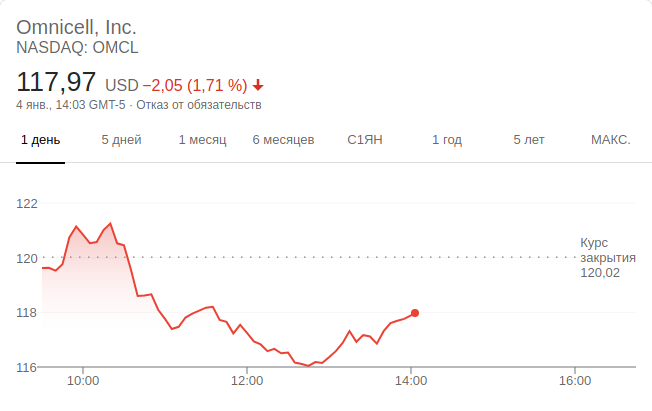 Omnicell, Inc.
NASDAQ: OMCL
117,97 USD −2,05 (1,71 %)
4 янв., 14:03 GMT-5 · Отказ от обязательств
1 день 5 дней 1 месяц 6 месяцев С1ЯН 1 год 5 лет МАКС.
122
120
118
116
Курс
закрытия
120,02
10:00 12:00 14:00 16:00